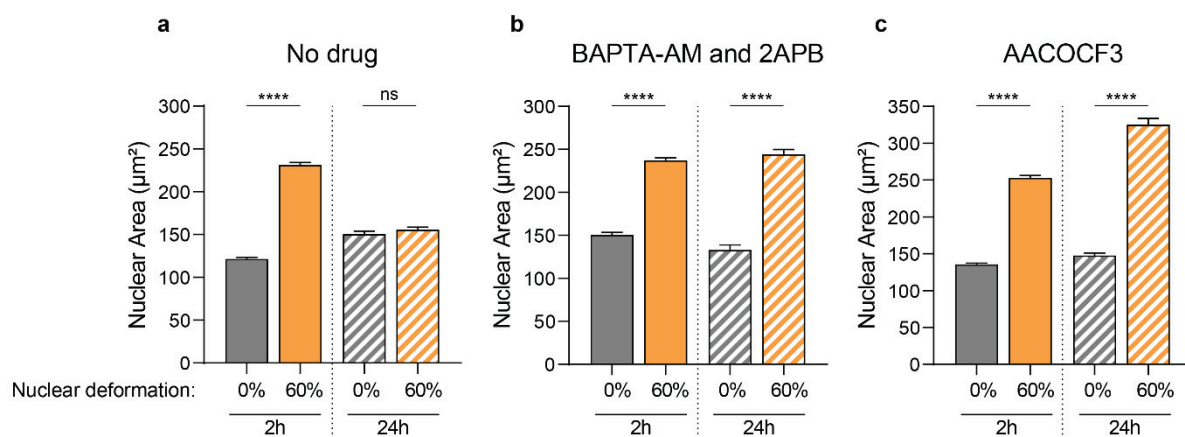 a
No drug
**** ns
Nuclear Area (µm²)
300
250
200
150
100
50
0
b
BAPTA-AM and 2APB
**** ****
Nuclear Area (µm²)
300
250
200
150
100
50
0
c
AACOCF3
**** ****
Nuclear Area (µm²)
350
300
250
200
150
100
50
0
Nuclear deformation: 0% 60% 0% 60% 0% 60% 0% 60% 0% 60% 0% 60%
2h 24h 2h 24h 2h 24h